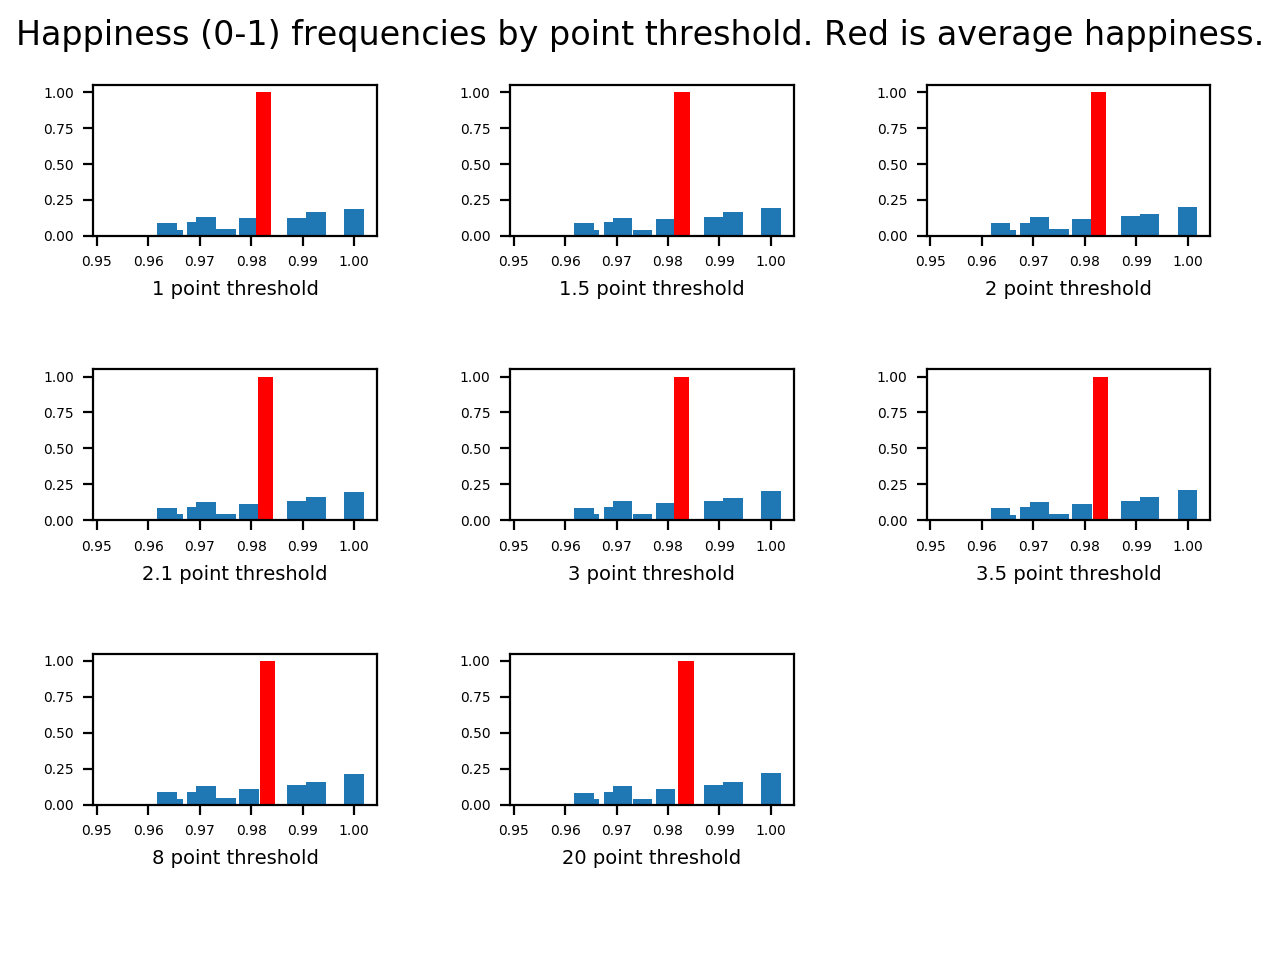 Happiness (0-1) frequencies by point threshold. Red is average happiness.
1.00 0.75 0.50 0.25 0.00
0.95 0.96 0.97 0.98 0.99 1.00
1 point threshold
1.00 0.75 0.50 0.25 0.00
0.95 0.96 0.97 0.98 0.99 1.00
1.5 point threshold
1.00 0.75 0.50 0.25 0.00
0.95 0.96 0.97 0.98 0.99 1.00
2 point threshold
1.00 0.75 0.50 0.25 0.00
0.95 0.96 0.97 0.98 0.99 1.00
2.1 point threshold
1.00 0.75 0.50 0.25 0.00
0.95 0.96 0.97 0.98 0.99 1.00
3 point threshold
1.00 0.75 0.50 0.25 0.00
0.95 0.96 0.97 0.98 0.99 1.00
3.5 point threshold
1.00 0.75 0.50 0.25 0.00
0.95 0.96 0.97 0.98 0.99 1.00
8 point threshold
1.00 0.75 0.50 0.25 0.00
0.95 0.96 0.97 0.98 0.99 1.00
20 point threshold